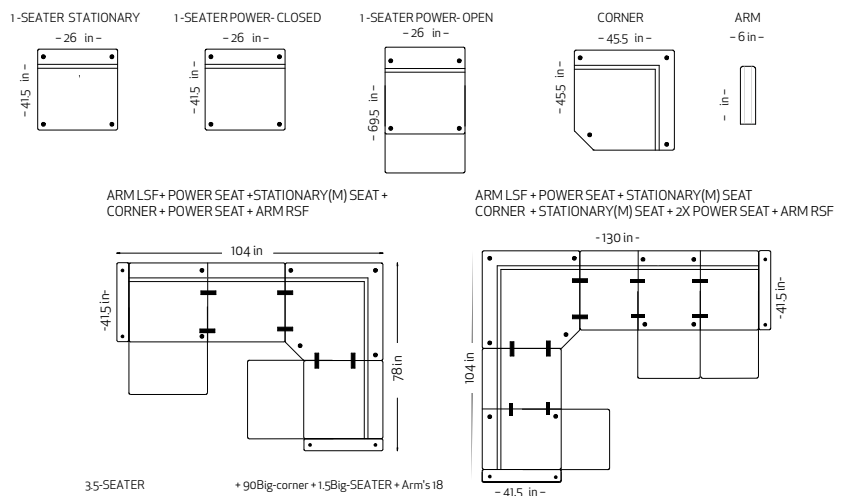 1-SEATER STATIONARY
- 26 in -
- 41.5 in -
1-SEATER POWER- CLOSED
- 26 in -
- 41.5 in -
1-SEATER POWER- OPEN
- 26 in -
- 69.5 in -
CORNER
- 45.5 in -
- 45.5 in -
ARM
- 6 in -
- in -
ARM LSF+ POWER SEAT +STATIONARY(M) SEAT +
CORNER + POWER SEAT + ARM RSF
104 in
-41.5 in-
78 in
ARM LSF + POWER SEAT + STATIONARY(M) SEAT
CORNER + STATIONARY(M) SEAT + 2X POWER SEAT + ARM RSF
- 130 in -
-41.5 in-
104 in
- 41.5 in -
3.5-SEATER
+ 90Big-corner + 1.5Big-SEATER + Arm's 18